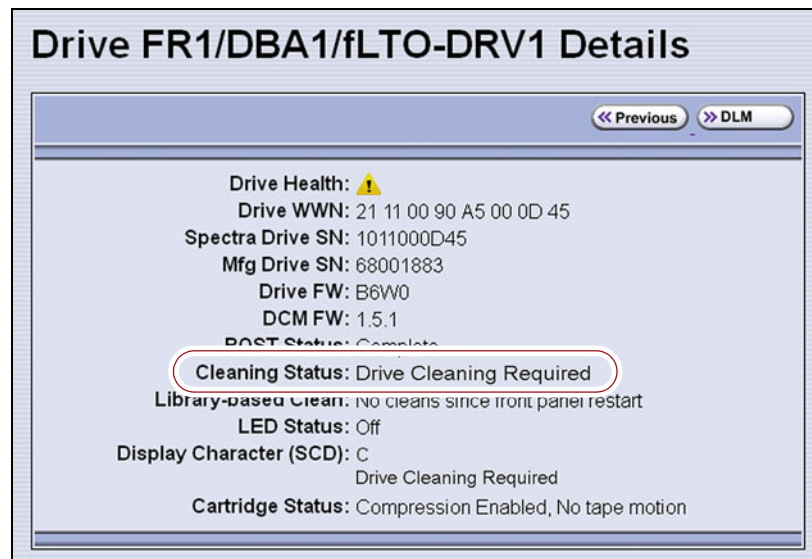 Drive FR1/DBA1/fLTO-DRV1 Details
Previous DLM
Drive Health:
Drive WWN: 21 11 00 90 A5 00 0D 45
Spectra Drive SN: 1011000D45
Mfg Drive SN: 68001883
Drive FW: B6W0
DCM FW: 1.5.1
POST Status: Complete
Cleaning Status: Drive Cleaning Required
Library-based Clean: No cleans since front panel restart
LED Status: Off
Display Character (SCD): C
Drive Cleaning Required
Cartridge Status: Compression Enabled, No tape motion